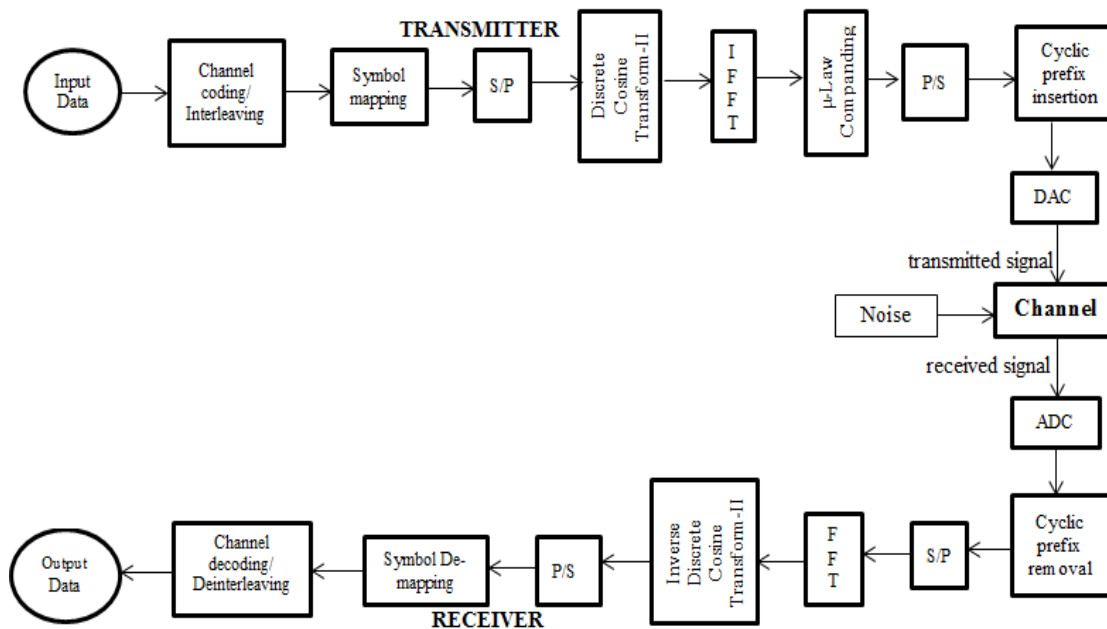 TRANSMITTER
Input
Data
Channel
coding/
Interleaving
Symbol
mapping
S/P
Discrete
Cosine
Transform-II
I
F
F
T
μ-Law
Companding
P/S
Cyclic
prefix
insertion
DAC
transmitted signal
Noise
Channel
received signal
ADC
Cyclic
prefix
rem oval
S/P
F
F
T
Inverse
Discrete
Cosine
Transform-II
P/S
Symbol De-
mapping
Channel
decoding/
Deinterleaving
Output
Data
RECEIVER